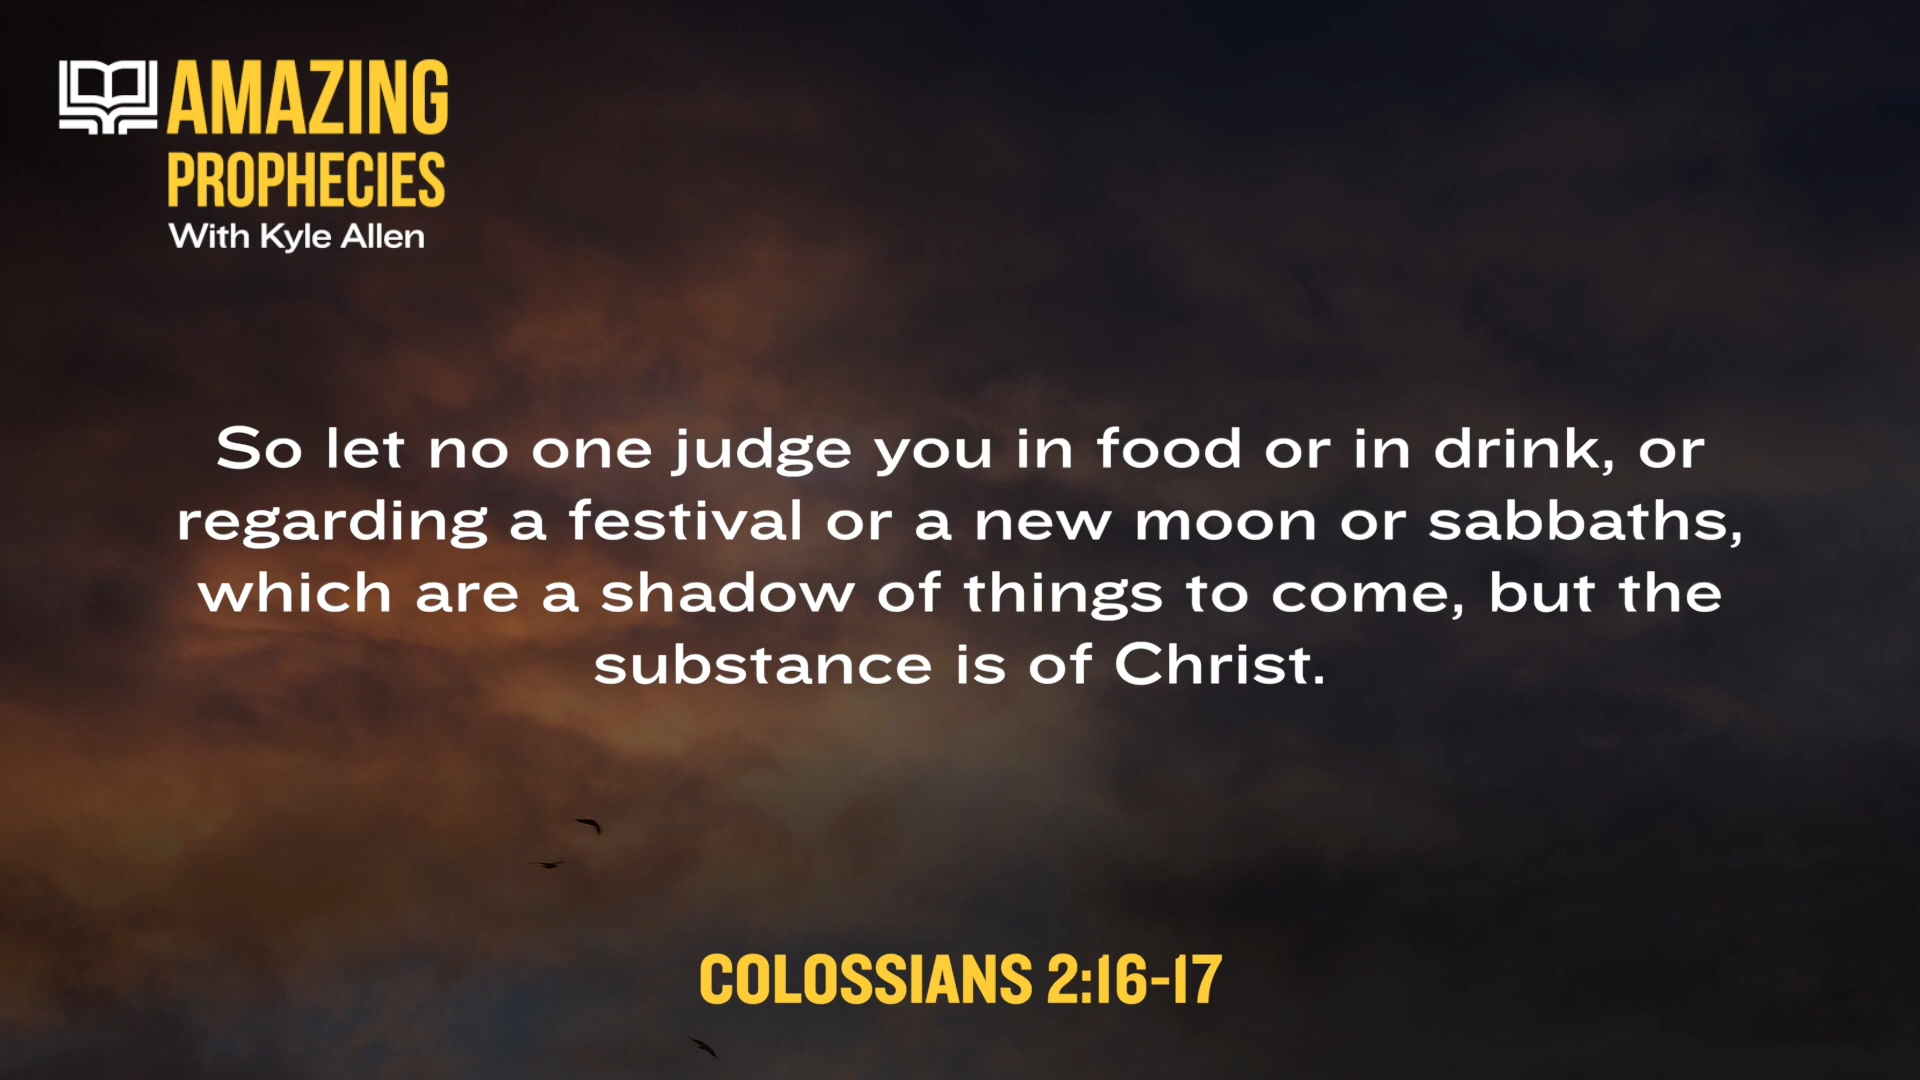 AMAZING
PROPHECIES
With Kyle Allen
So let no one judge you in food or in drink, or
regarding a festival or a new moon or sabbaths,
which are a shadow of things to come, but the
substance is of Christ.
COLOSSIANS 2:16-17